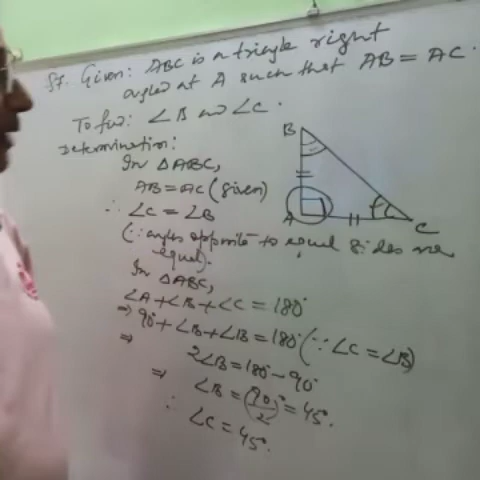 Given: ABC is a triangle right
angled at A such that AB = AC.
To find: ∠B and ∠C.
Determination:
In △ABC,
AB = AC (given)
∴ ∠C = ∠B
(∵ angles opposite to equal sides are
equal).
In △ABC,
∠A + ∠B + ∠C = 180°
⇒ 90° + ∠B + ∠B = 180° (∵ ∠C = ∠B)
⇒ 2∠B = 180° - 90°
⇒ ∠B = (90/2)° = 45°.
∴ ∠C = 45°.
B
A
C